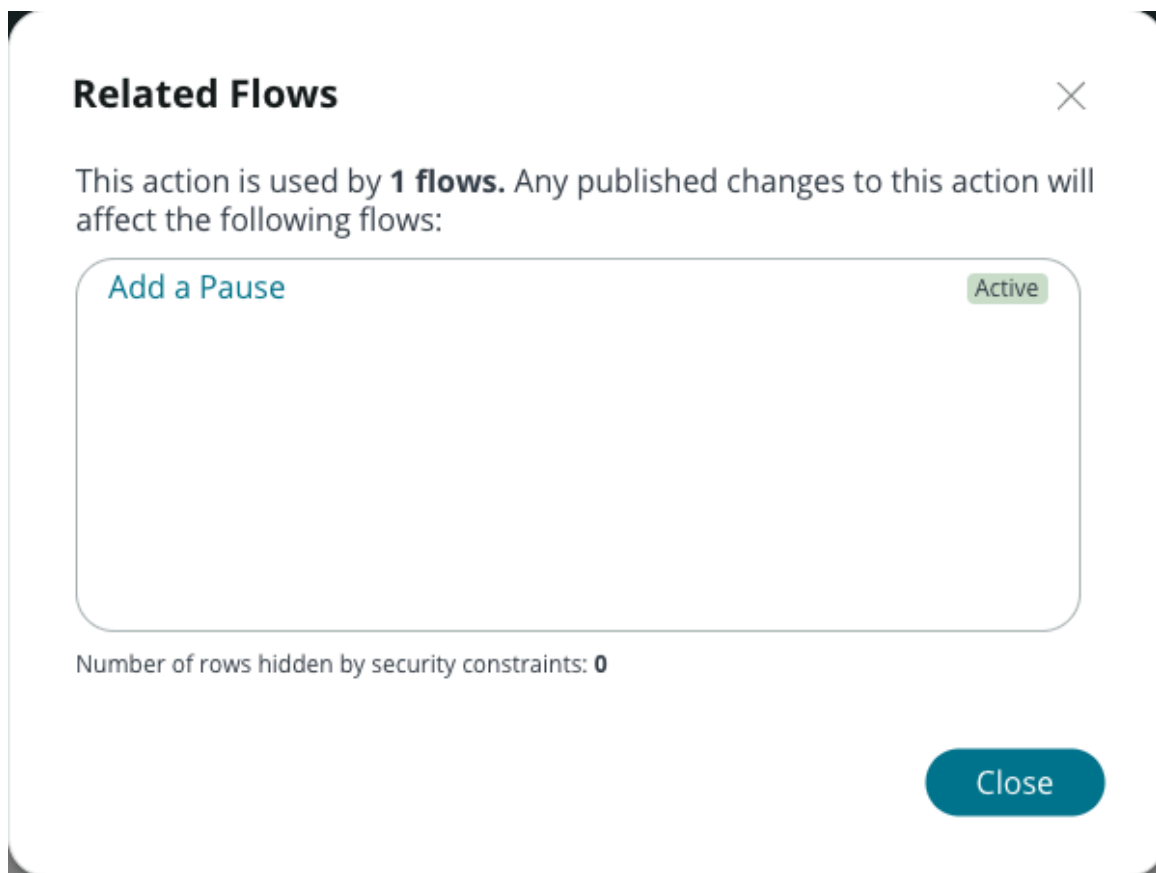 Related Flows
This action is used by 1 flows. Any published changes to this action will
affect the following flows:
Add a Pause Active
Number of rows hidden by security constraints: 0
Close